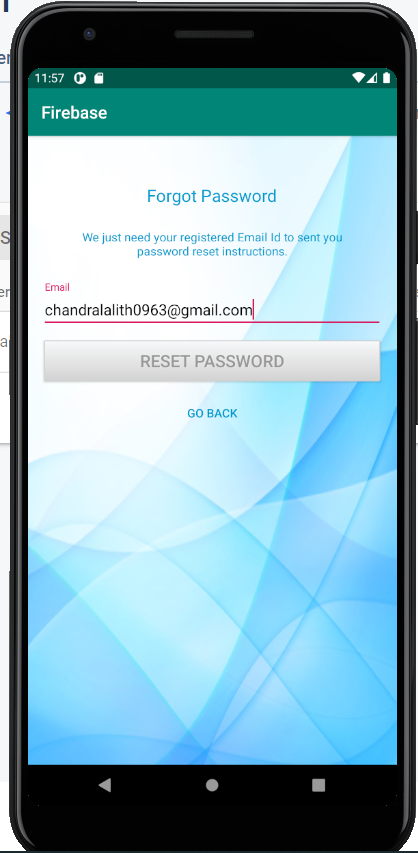 11:57
Firebase
Forgot Password
We just need your registered Email Id to sent you
password reset instructions.
Email
chandralalith0963@gmail.com
RESET PASSWORD
GO BACK